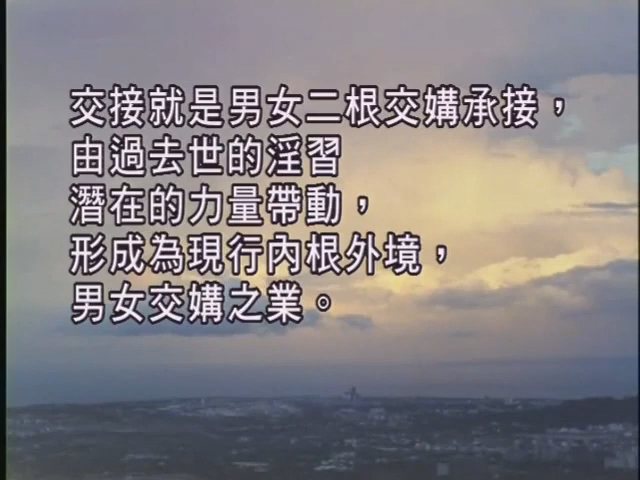 交接就是男女二根交媾承接，
由過去世的淫習
潛在的力量帶動，
形成為現行內根外境，
男女交媾之業。